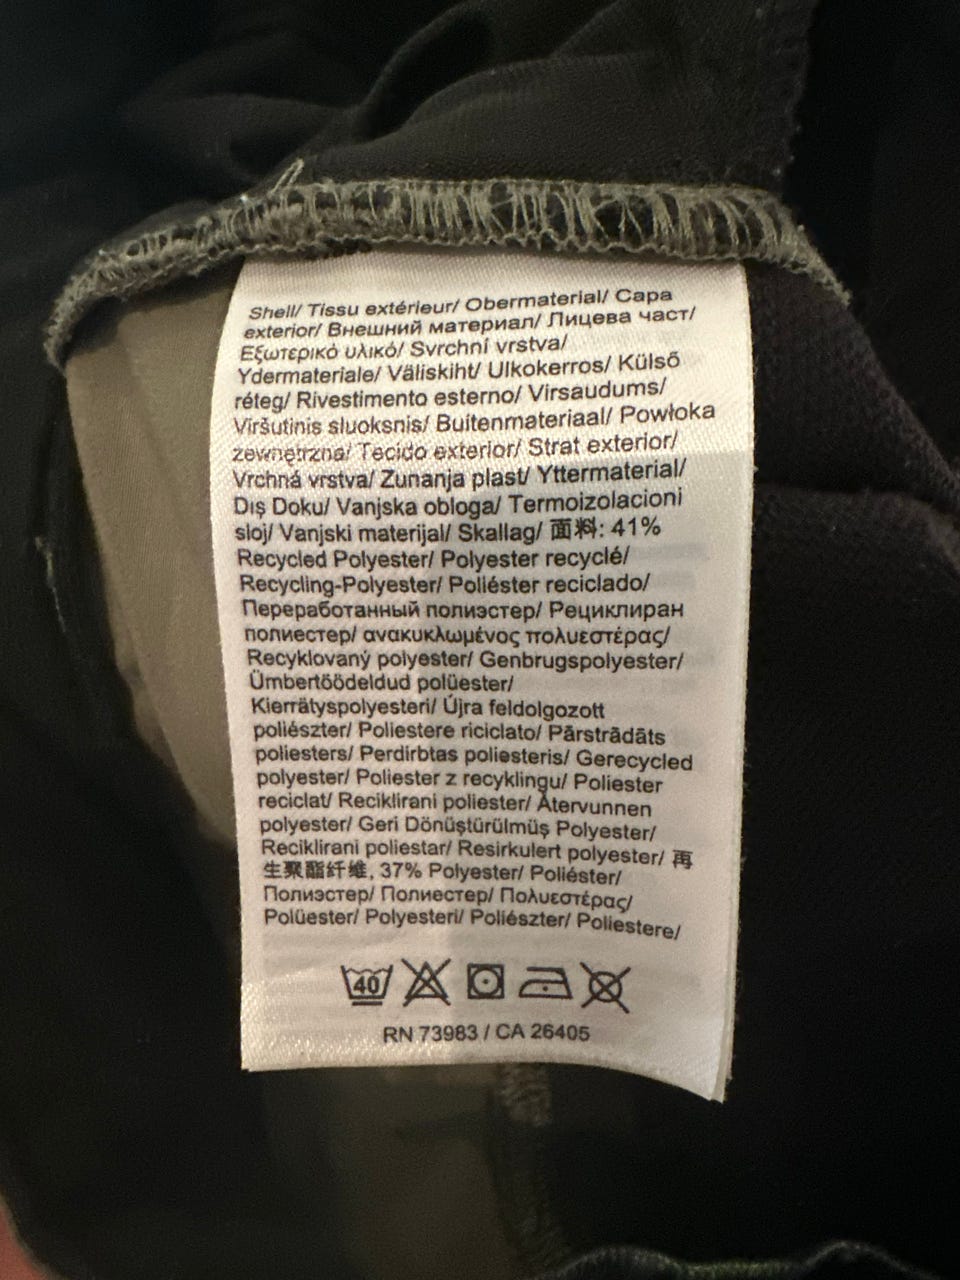 Shell/ Tissu extérieur/ Obermaterial/ Capa
exterior/ Внешний материал/ Лицева част/
Εξωτερικό υλικό/ Svrchní vrstva/
Ydermateriale/ Väliskiht/ Ulkokerros/ Külső
réteg/ Rivestimento esterno/ Virsaudums/
Viršutinis sluoksnis/ Buitenmateriaal/ Powłoka
zewnętrzna/ Tecido exterior/ Strat exterior/
Vrchná vrstva/ Zunanja plast/ Yttermaterial/
Dış Doku/ Vanjska obloga/ Termoizolacioni
sloj/ Vanjski materijal/ Skallag/ 面料: 41%
Recycled Polyester/ Polyester recyclé/
Recycling-Polyester/ Poliéster reciclado/
Переработанный полиэстер/ Рециклиран
полиестер/ ανακυκλωμένος πολυεστέρας/
Recyklovaný polyester/ Genbrugspolyester/
Ümbertöödeldud polüester/
Kierrätyspolyesteri/ Újra feldolgozott
poliészter/ Poliestere riciclato/ Pārstrādāts
poliesters/ Perdirbtas poliesteris/ Gerecycled
polyester/ Poliester z recyklingu/ Poliester
reciclat/ Reciklirani poliester/ Återvunnen
polyester/ Geri Dönüştürülmüş Polyester/
Reciklirani poliestar/ Resirkulert polyester/ 再
生聚酯纤维, 37% Polyester/ Poliéster/
Полиэстер/ Полиестер/ Πολυεστέρας/
Polüester/ Polyesteri/ Poliészter/ Poliestere/
40
RN 73983 / CA 26405